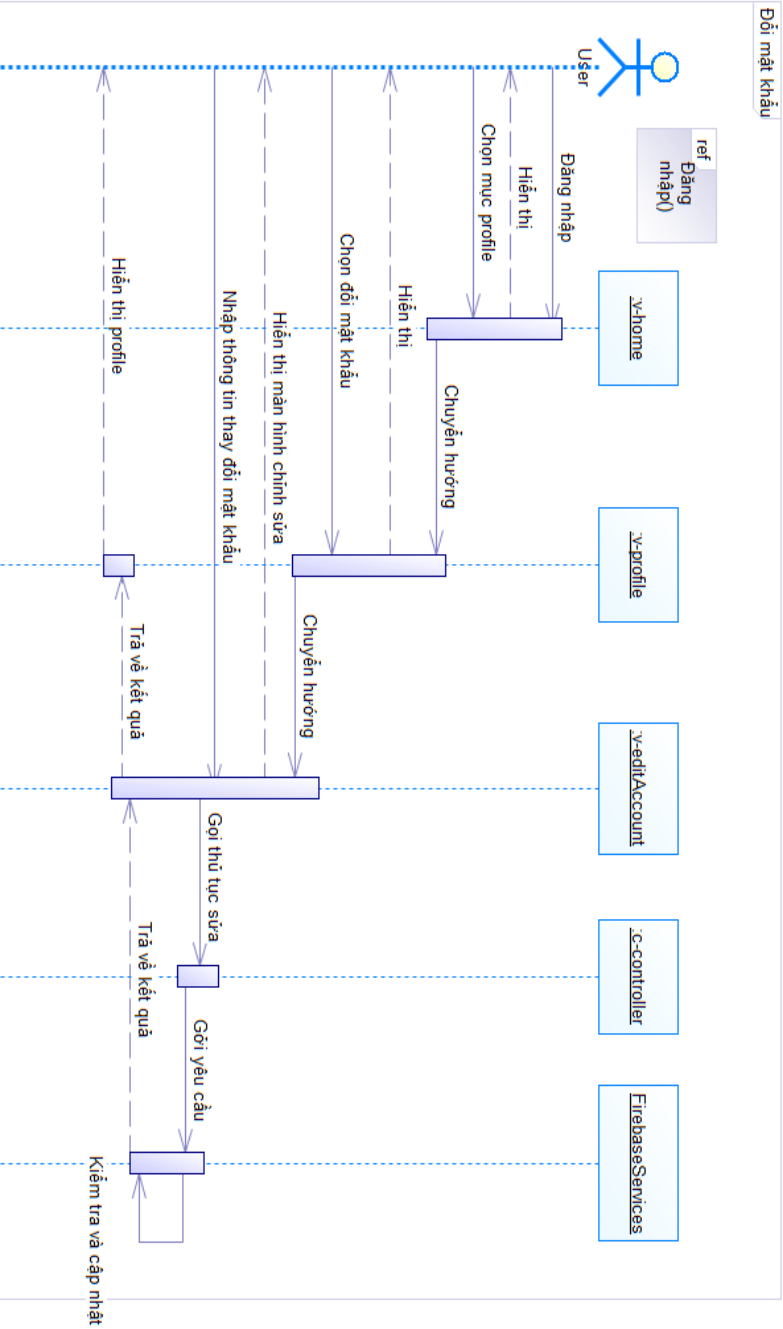 Đổi mật khẩu
ref
Đăng
nhập()
User
:v-home
:v-profile
:v-editAccount
:c-controller
FirebaseServices
Đăng nhập
Hiển thị
Chọn mục profile
Chuyển hướng
Hiển thị
Chọn đổi mật khẩu
Chuyển hướng
Hiển thị màn hình chỉnh sửa
Nhập thông tin thay đổi mật khẩu
Gọi thủ tục sửa
Gởi yêu cầu
Kiểm tra và cập nhật
Trả về kết quả
Trả về kết quả
Hiển thị profile